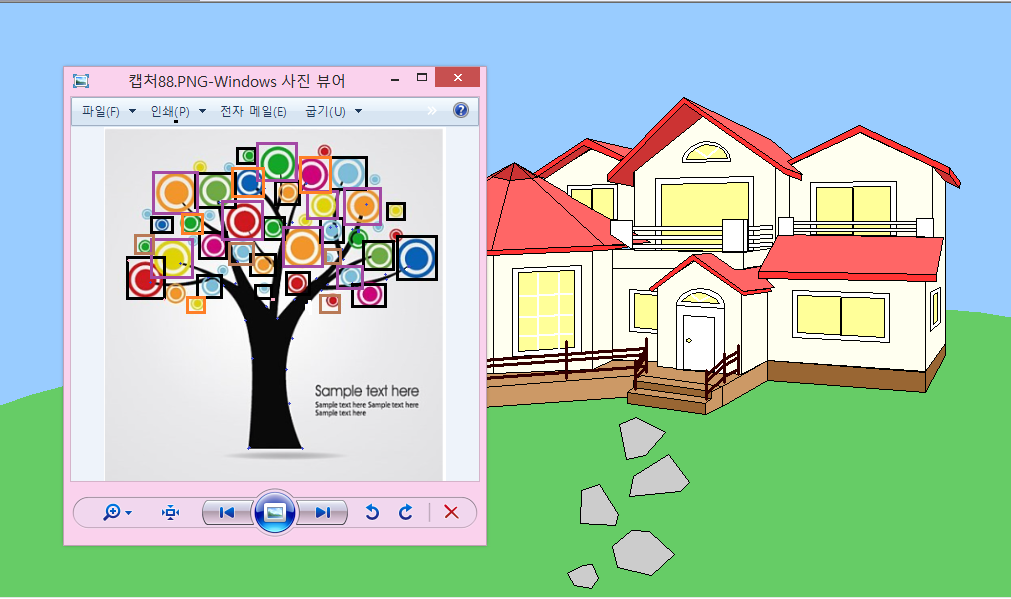 캡처88.PNG-Windows 사진 뷰어
파일(F) 인쇄(P) 전자 메일(E) 굽기(U)
Sample text here
Sample text here Sample text here
Sample text here